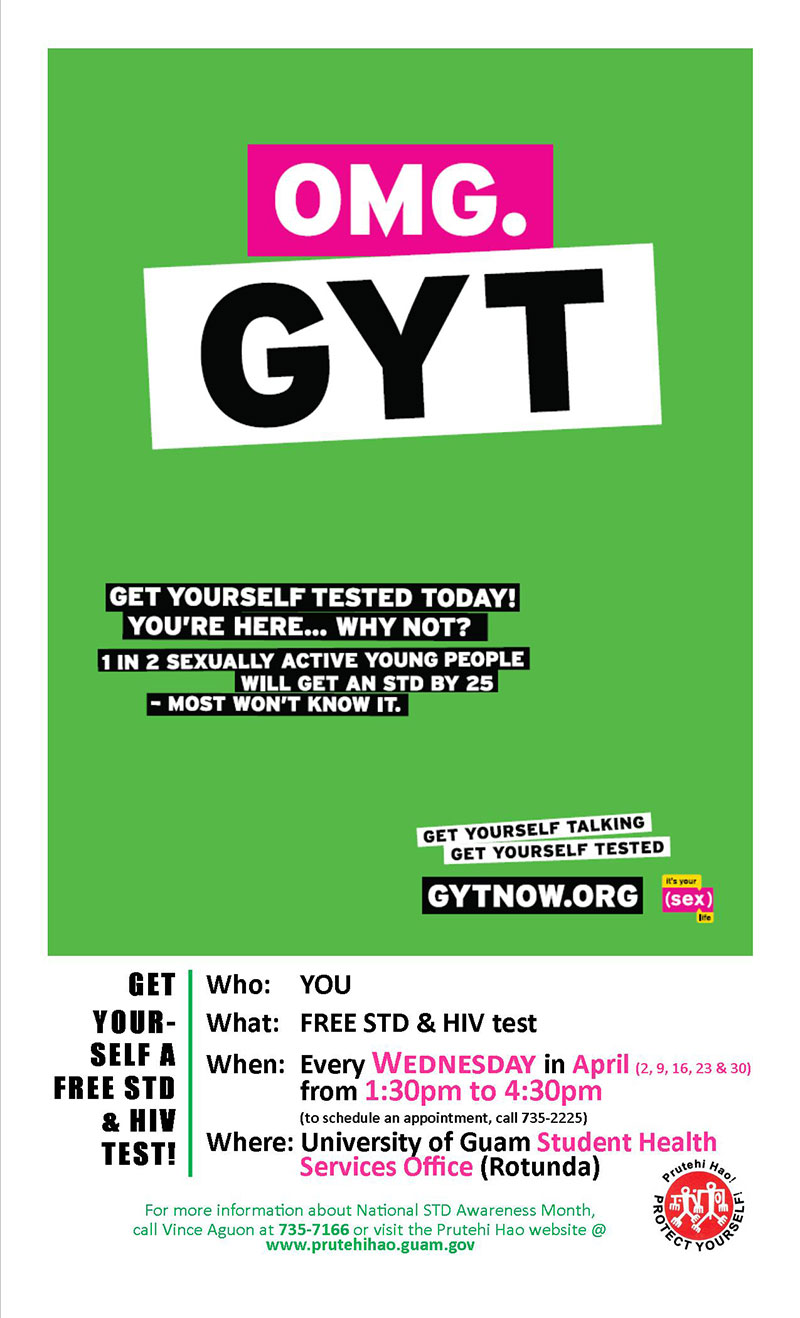 OMG.
GYT
GET YOURSELF TESTED TODAY!
YOU'RE HERE... WHY NOT?
1 IN 2 SEXUALLY ACTIVE YOUNG PEOPLE
WILL GET AN STD BY 25
– MOST WON'T KNOW IT.
GET YOURSELF TALKING
GET YOURSELF TESTED
GYTNOW.ORG
it's your
(sex)
life
GET
YOUR-
SELF A
FREE STD
& HIV
TEST!
Who: YOU
What: FREE STD & HIV test
When: Every WEDNESDAY in April (2, 9, 16, 23 & 30)
from 1:30pm to 4:30pm
(to schedule an appointment, call 735-2225)
Where: University of Guam Student Health
Services Office (Rotunda)
Prutehi Hao!
PROTECT YOURSELF!
For more information about National STD Awareness Month,
call Vince Aguon at 735-7166 or visit the Prutehi Hao website @
www.prutehihao.guam.gov